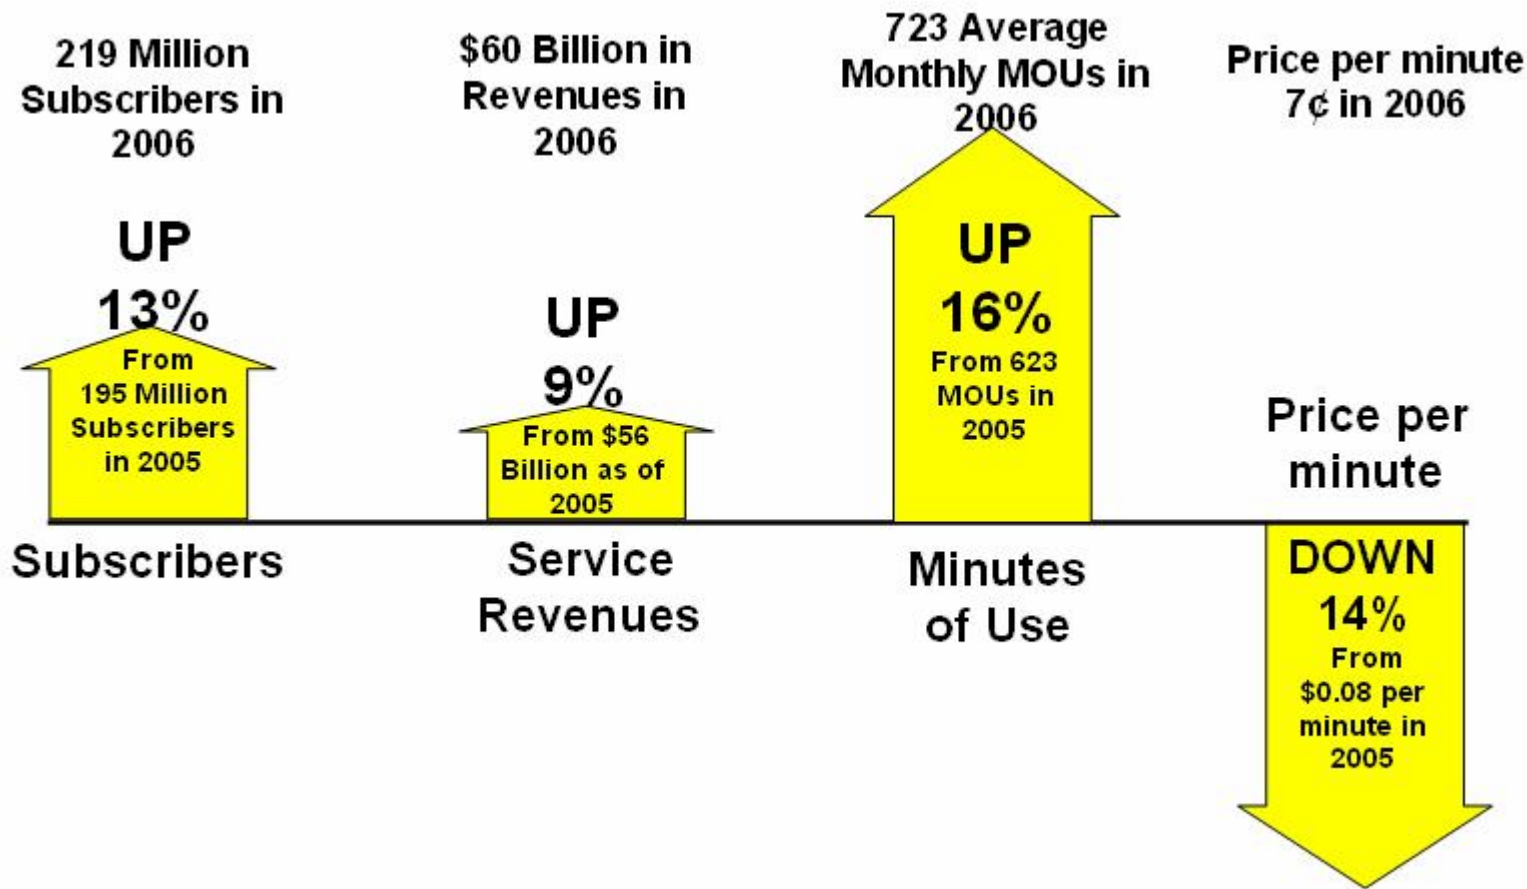 219 Million
Subscribers in
2006
UP
13%
From
195 Million
Subscribers
in 2005
Subscribers
$60 Billion in
Revenues in
2006
UP
9%
From $56
Billion as of
2005
Service
Revenues
723 Average
Monthly MOUs in
2006
UP
16%
From 623
MOUs in
2005
Minutes
of Use
Price per minute
7¢ in 2006
Price per
minute
DOWN
14%
From
$0.08 per
minute in
2005